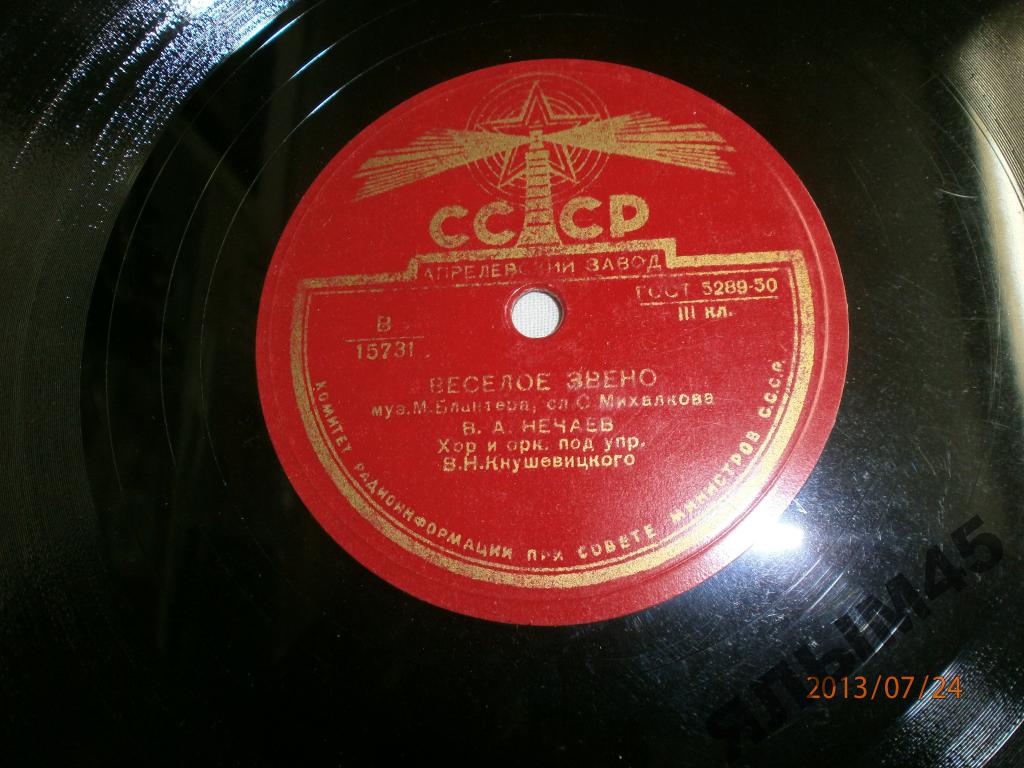 СССР
АПРЕЛЕВСКИЙ ЗАВОД
ГОСТ 5289-50
III кл.
В
15731
ВЕСЕЛОЕ ЗВЕНО
муз. М. Блантера, сл. С. Михалкова
В. А. НЕЧАЕВ
Хор и орк. под упр.
В. Н. Кнушевицкого
КОМИТЕТ РАДИОИНФОРМАЦИИ ПРИ СОВЕТЕ МИНИСТРОВ С.С.С.Р.
ЯЛЫМ45
2013/07/24